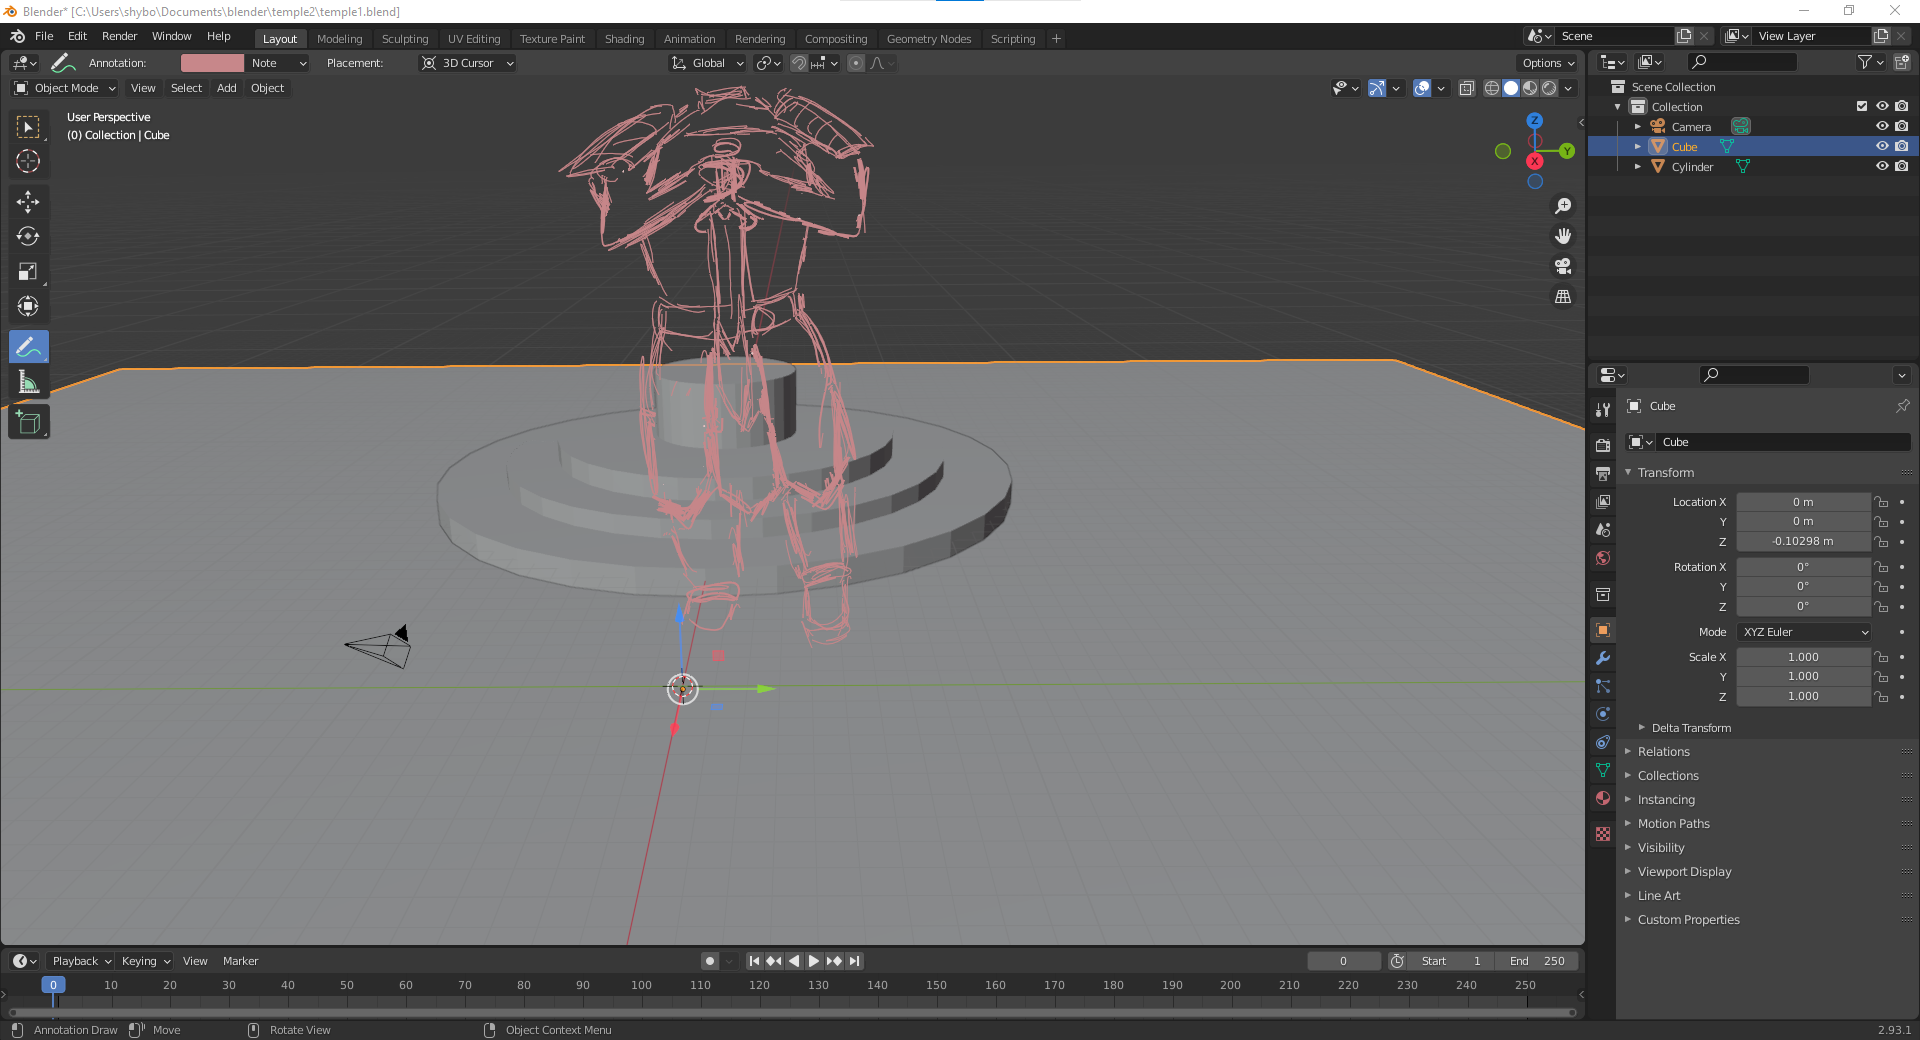 Blender* [C:\Users\shybo\Documents\blender\temple2\temple1.blend]
File Edit Render Window Help
Layout Modeling Sculpting UV Editing Texture Paint Shading Animation Rendering Compositing Geometry Nodes Scripting +
Scene
View Layer
Annotation: Note Placement: 3D Cursor
Global
Options
Object Mode View Select Add Object
User Perspective
(0) Collection | Cube
Z
Y
X
Scene Collection
Collection
Camera
Cube
Cylinder
Cube
Cube
Transform
Location X 0 m
Y 0 m
Z -0.10298 m
Rotation X 0°
Y 0°
Z 0°
Mode XYZ Euler
Scale X 1.000
Y 1.000
Z 1.000
Delta Transform
Relations
Collections
Instancing
Motion Paths
Visibility
Viewport Display
Line Art
Custom Properties
Playback Keying View Marker
0 Start 1 End 250
0 10 20 30 40 50 60 70 80 90 100 110 120 130 140 150 160 170 180 190 200 210 220 230 240 250
Annotation Draw Move Rotate View Object Context Menu
2.93.1